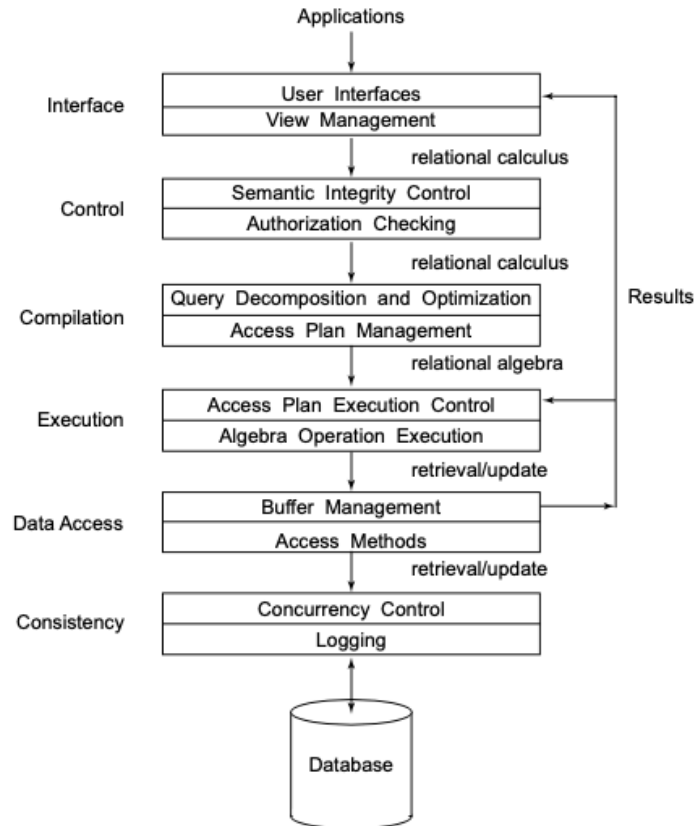 Applications
Interface
User Interfaces
View Management
relational calculus
Control
Semantic Integrity Control
Authorization Checking
relational calculus
Compilation
Query Decomposition and Optimization
Access Plan Management
Results
relational algebra
Execution
Access Plan Execution Control
Algebra Operation Execution
retrieval/update
Data Access
Buffer Management
Access Methods
retrieval/update
Consistency
Concurrency Control
Logging
Database